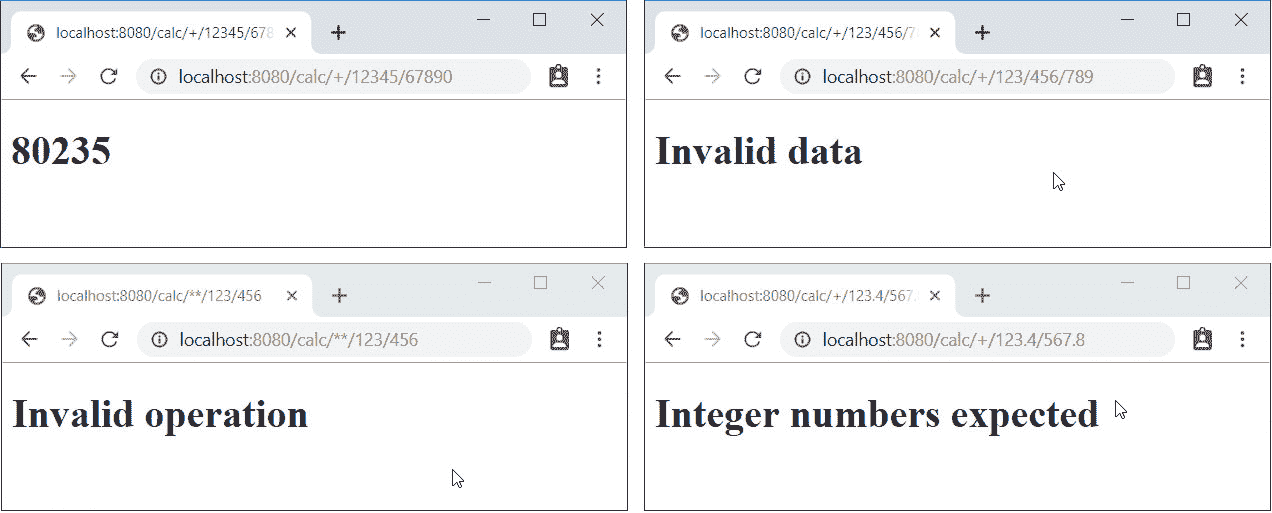 localhost:8080/calc/+/12345/678
localhost:8080/calc/+/12345/67890
80235
localhost:8080/calc/+/123/456/7
localhost:8080/calc/+/123/456/789
Invalid data
localhost:8080/calc/**/123/456
localhost:8080/calc/**/123/456
Invalid operation
localhost:8080/calc/+/123.4/567.
localhost:8080/calc/+/123.4/567.8
Integer numbers expected